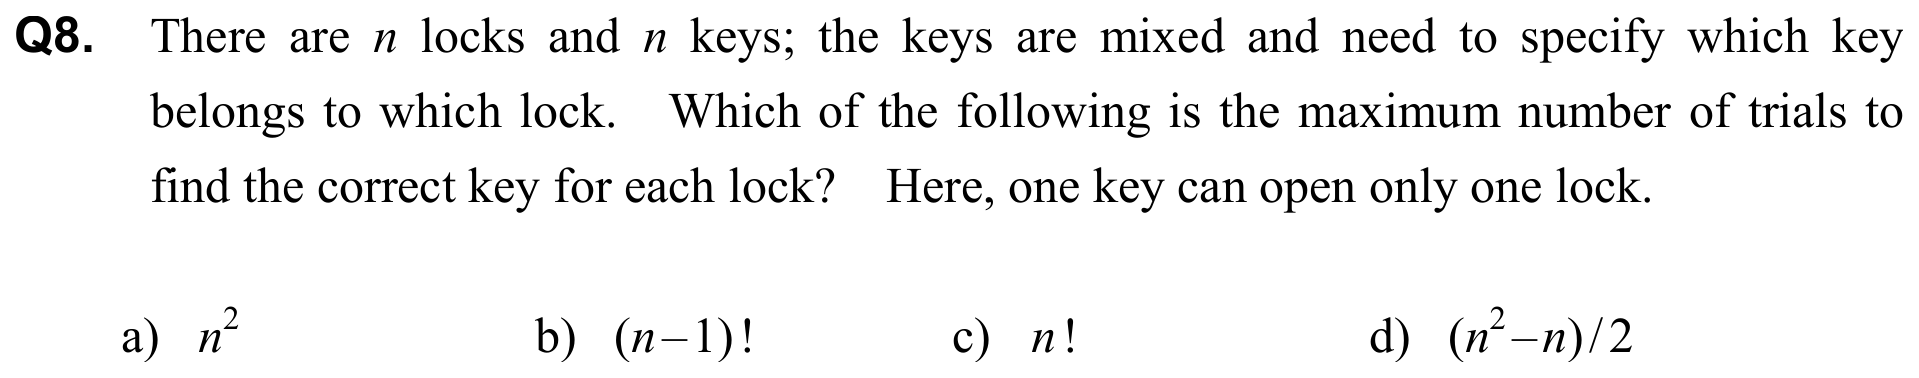 Q8. There are n locks and n keys; the keys are mixed and need to specify which key
belongs to which lock. Which of the following is the maximum number of trials to
find the correct key for each lock? Here, one key can open only one lock.
a) n² b) (n–1)! c) n! d) (n²–n)/2